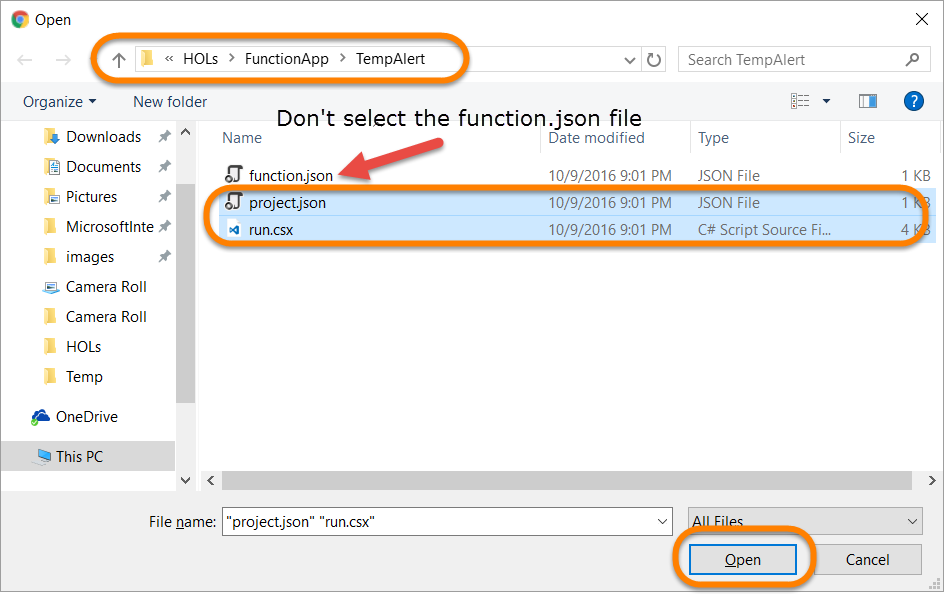 Open
« HOLs > FunctionApp > TempAlert
Search TempAlert
Organize
New folder
?
Don't select the function.json file
Name
Date modified
Type
Size
function.json 10/9/2016 9:01 PM JSON File 1 KB
project.json 10/9/2016 9:01 PM JSON File 1 KB
run.csx 10/9/2016 9:01 PM C# Script Source Fi... 4 KB
Downloads
Documents
Pictures
MicrosoftInte
images
Camera Roll
Camera Roll
HOLs
Temp
OneDrive
This PC
File name: "project.json" "run.csx"
All Files
Open
Cancel